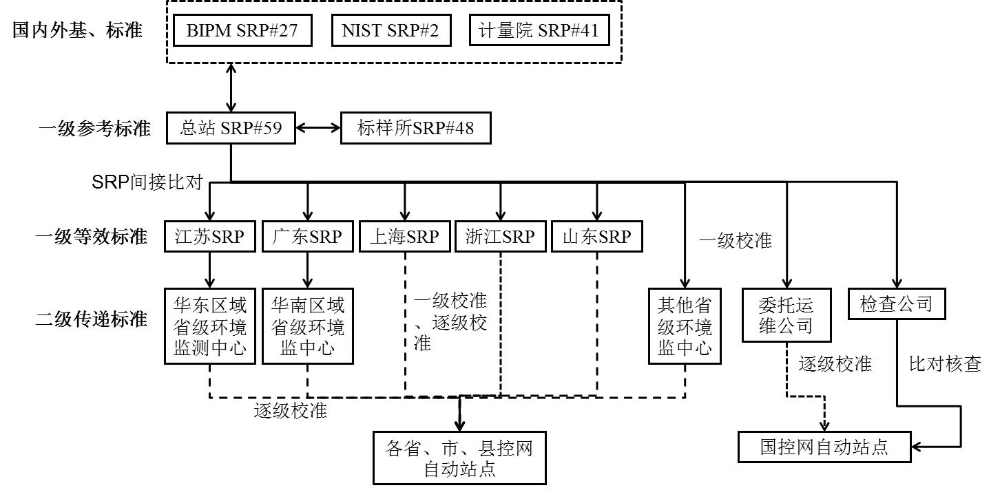 国内外基、标准
BIPM SRP#27
NIST SRP#2
计量院 SRP#41
一级参考标准
总站 SRP#59
标样所SRP#48
SRP间接比对
一级等效标准
江苏SRP
广东SRP
上海SRP
浙江SRP
山东SRP
一级校准
二级传递标准
华东区域
省级环境
监测中心
华南区域
省级环境
监中心
一级校准
、逐级校
准
其他省
级环境
监中心
委托运
维公司
检查公司
逐级校准
比对核查
逐级校准
各省、市、县控网
自动站点
国控网自动站点